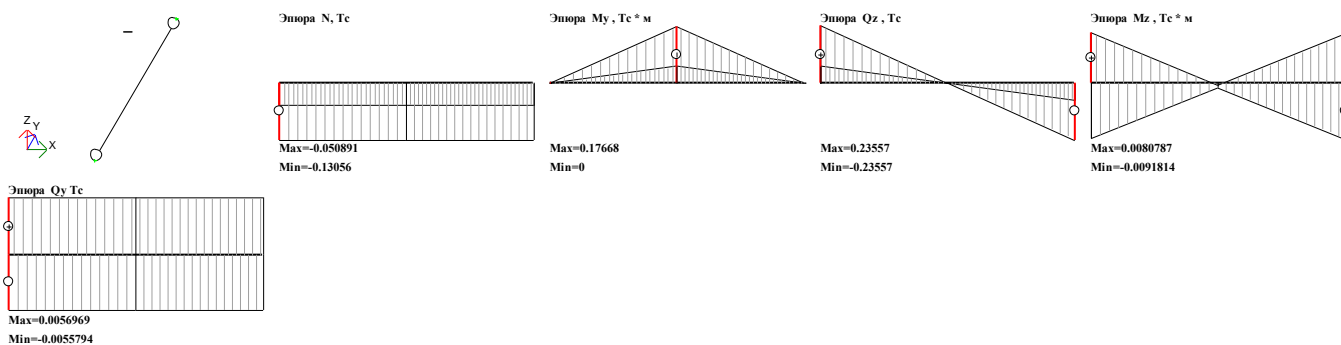 Эпюра N, Тс
Эпюра My , Тс * м
Эпюра Qz , Тс
Эпюра Mz , Тс * м
Z Y
X
Max=-0.050891
Min=-0.13056
Max=0.17668
Min=0
Max=0.23557
Min=-0.23557
Max=0.0080787
Min=-0.0091814
Эпюра Qy Тс
Max=0.0056969
Min=-0.0055794